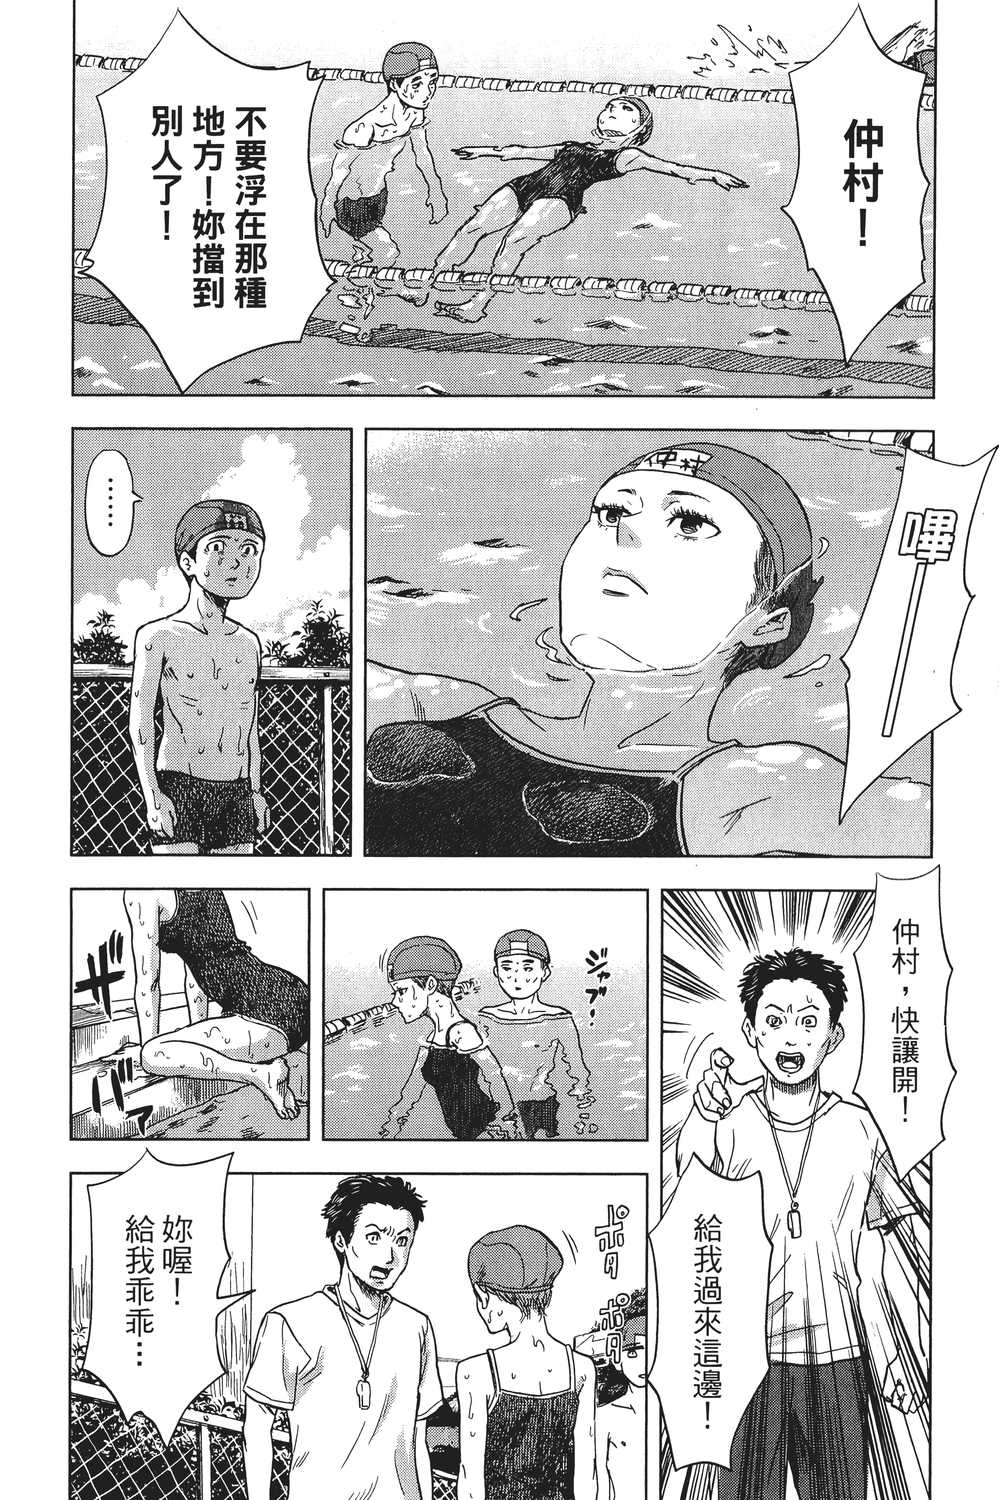 仲村！
不要浮在那種
地方！妳擋到
別人了！
嗶
仲村
……
仲村，快讓開！
給我過來這邊！
ジャブ
ザバァ
ポタ
ポタ
妳喔！
給我乖乖…